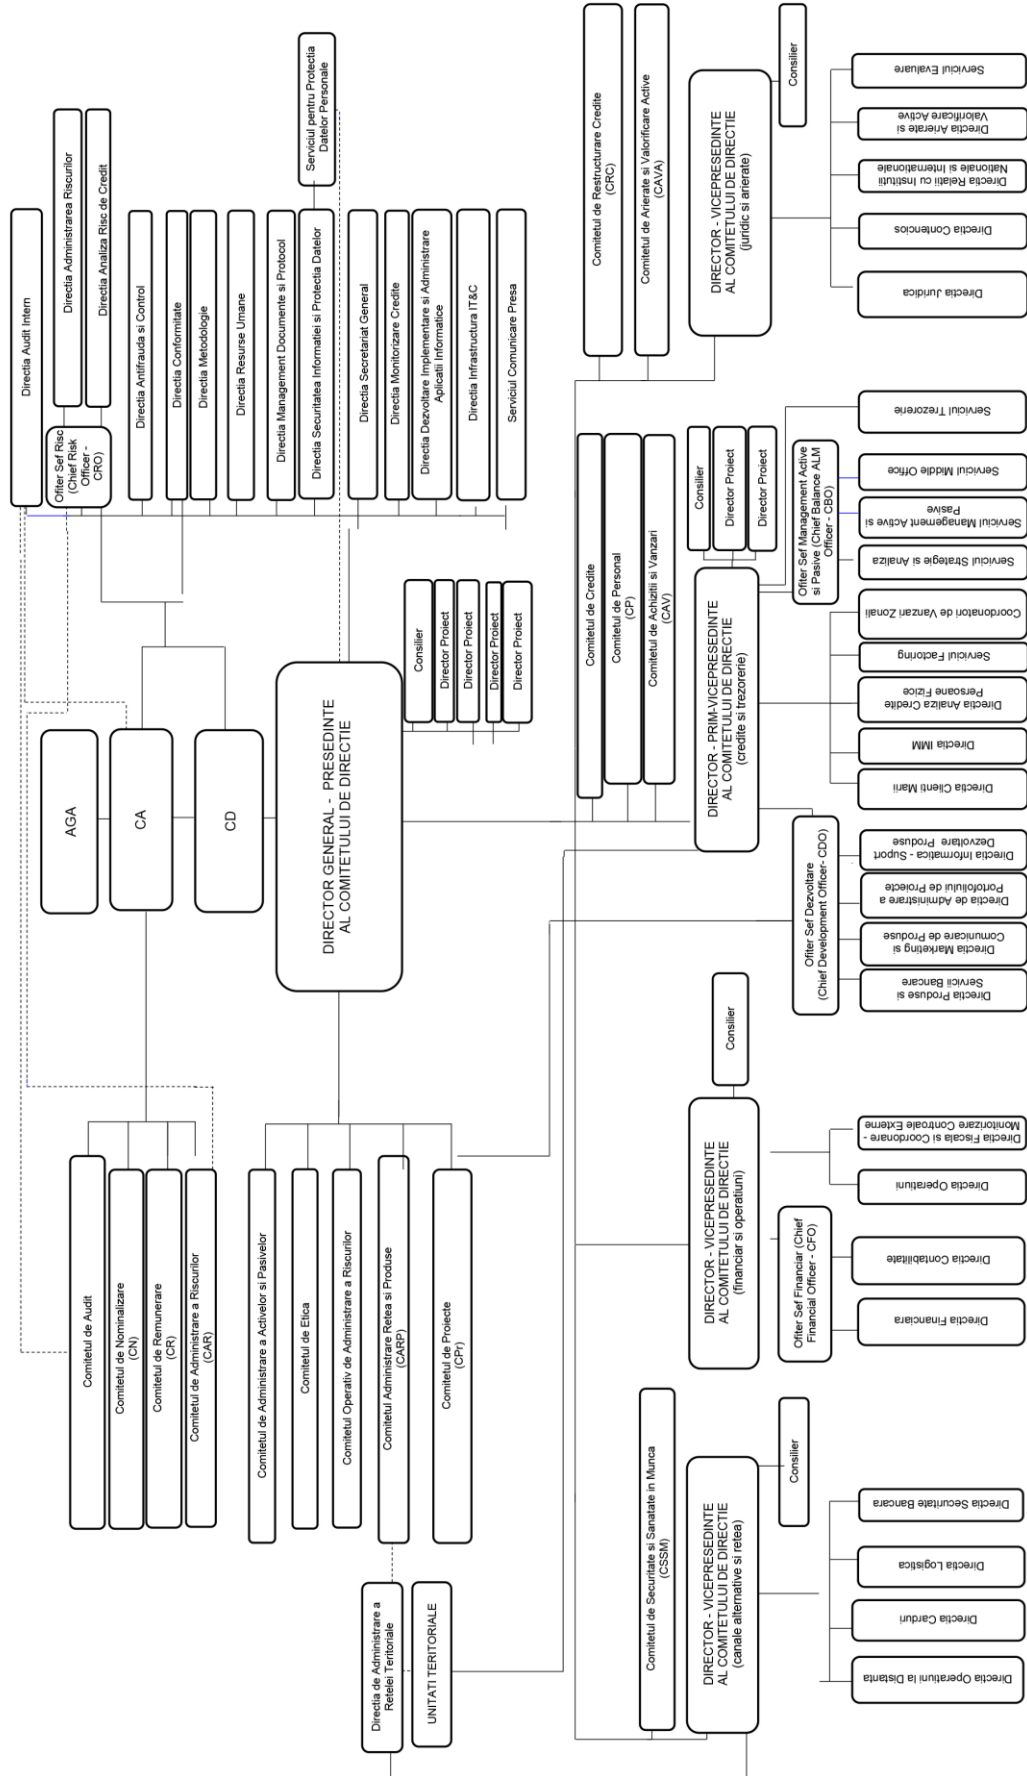 AGA
CA
CD
DIRECTOR GENERAL - PRESEDINTE
AL COMITETULUI DE DIRECTIE
Comitetul de Audit
Comitetul de Nominalizare
(CN)
Comitetul de Remunerare
(CR)
Comitetul de Administrare a Riscurilor
(CAR)
Directia Audit Intern
Ofiter Sef Risc
(Chief Risk
Officer -
CRO)
Directia Administrarea Riscurilor
Directia Analiza Risc de Credit
Directia Antifrauda si Control
Directia Conformitate
Directia Metodologie
Directia Resurse Umane
Directia Management Documente si Protocol
Directia Securitatea Informatiei si Protectia Datelor
Serviciul pentru Protectia
Datelor Personale
Directia Secretariat General
Directia Monitorizare Credite
Directia Dezvoltare Implementare si Administrare
Aplicatii Informatice
Directia Infrastructura IT&C
Serviciul Comunicare Presa
Comitetul de Administrare a Activelor si Pasivelor
Comitetul de Etica
Comitetul Operativ de Administrare a Riscurilor
Comitetul Administrare Retea si Produse
(CARP)
Comitetul de Proiecte
(CPr)
Consilier
Director Proiect
Director Proiect
Director Proiect
Director Proiect
Directia de Administrare a
Retelei Teritoriale
UNITATI TERITORIALE
Comitetul de Securitate si Sanatate in Munca
(CSSM)
DIRECTOR - VICEPRESEDINTE
AL COMITETULUI DE DIRECTIE
(canale alternative si retea)
Consilier
Directia Operatiuni la Distanta
Directia Carduri
Directia Logistica
Directia Securitate Bancara
DIRECTOR - VICEPRESEDINTE
AL COMITETULUI DE DIRECTIE
(financiar si operatiuni)
Consilier
Ofiter Sef Financiar (Chief
Financial Officer - CFO)
Directia Financiara
Directia Contabilitate
Directia Operatiuni
Directia Fiscala si Coordonare -
Monitorizare Controale Externe
Comitetul de Credite
Comitetul de Personal
(CP)
Comitetul de Achizitii si Vanzari
(CAV)
DIRECTOR - PRIM-VICEPRESEDINTE
AL COMITETULUI DE DIRECTIE
(credite si trezorerie)
Consilier
Director Proiect
Director Proiect
Ofiter Sef Dezvoltare
(Chief Development Officer- CDO)
Directia Produse si
Servicii Bancare
Directia Marketing si
Comunicare de Produse
Directia de Administrare a
Portofoliului de Proiecte
Directia Informatica - Suport
Dezvoltare Produse
Directia Clienti Marii
Directia IMM
Directia Analiza Credite
Persoane Fizice
Serviciul Factoring
Coordonatori de Vanzari Zonali
Ofiter Sef Management Active
si Pasive (Chief Balance ALM
Officer - CBO)
Serviciul Strategie si Analiza
Serviciul Management Active si
Pasive
Serviciul Middle Office
Serviciul Trezorerie
Comitetul de Restructurare Credite
(CRC)
Comitetul de Arierate si Valorificare Active
(CAVA)
DIRECTOR - VICEPRESEDINTE
AL COMITETULUI DE DIRECTIE
(juridic si arierate)
Consilier
Directia Juridica
Directia Contencios
Directia Relatii cu Institutii
Nationale si Internationale
Directia Arierate si
Valorificare Active
Serviciul Evaluare